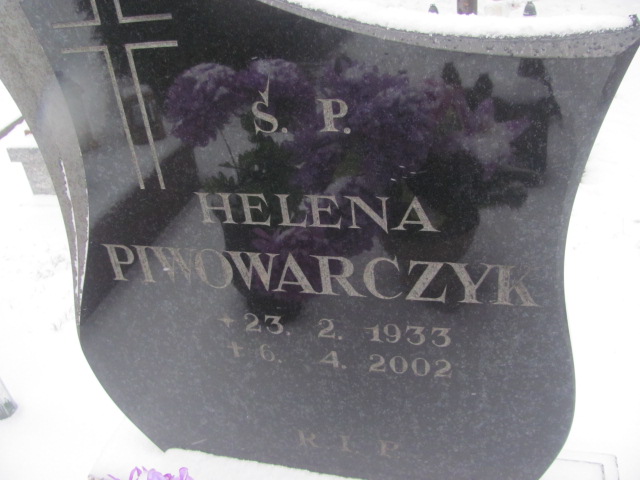 Ś. P.
HELENA
PIWOWARCZYK
* 23. 2. 1933
+ 6. 4. 2002
R. I. P.